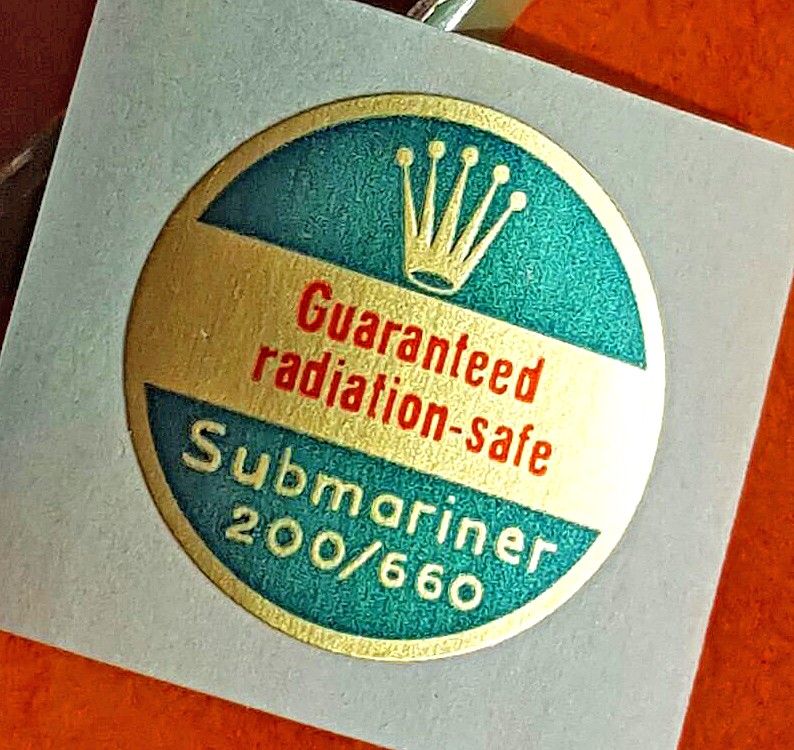 Guaranteed
radiation-safe
Submariner
200/660